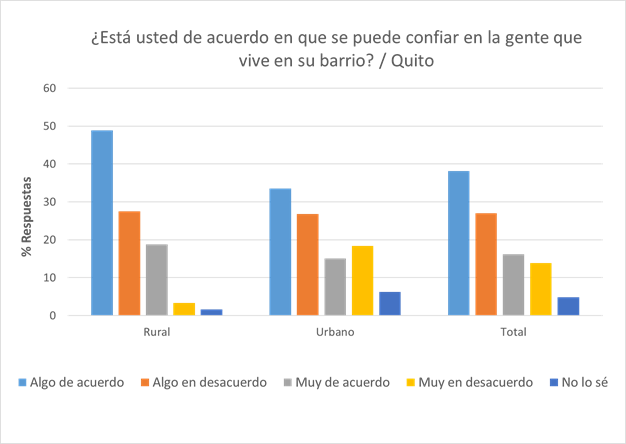 ¿Está usted de acuerdo en que se puede confiar en la gente que
vive en su barrio? / Quito
60
50
40
30
20
10
0
% Respuestas
Rural Urbano Total
Algo de acuerdo Algo en desacuerdo Muy de acuerdo Muy en desacuerdo No lo sé